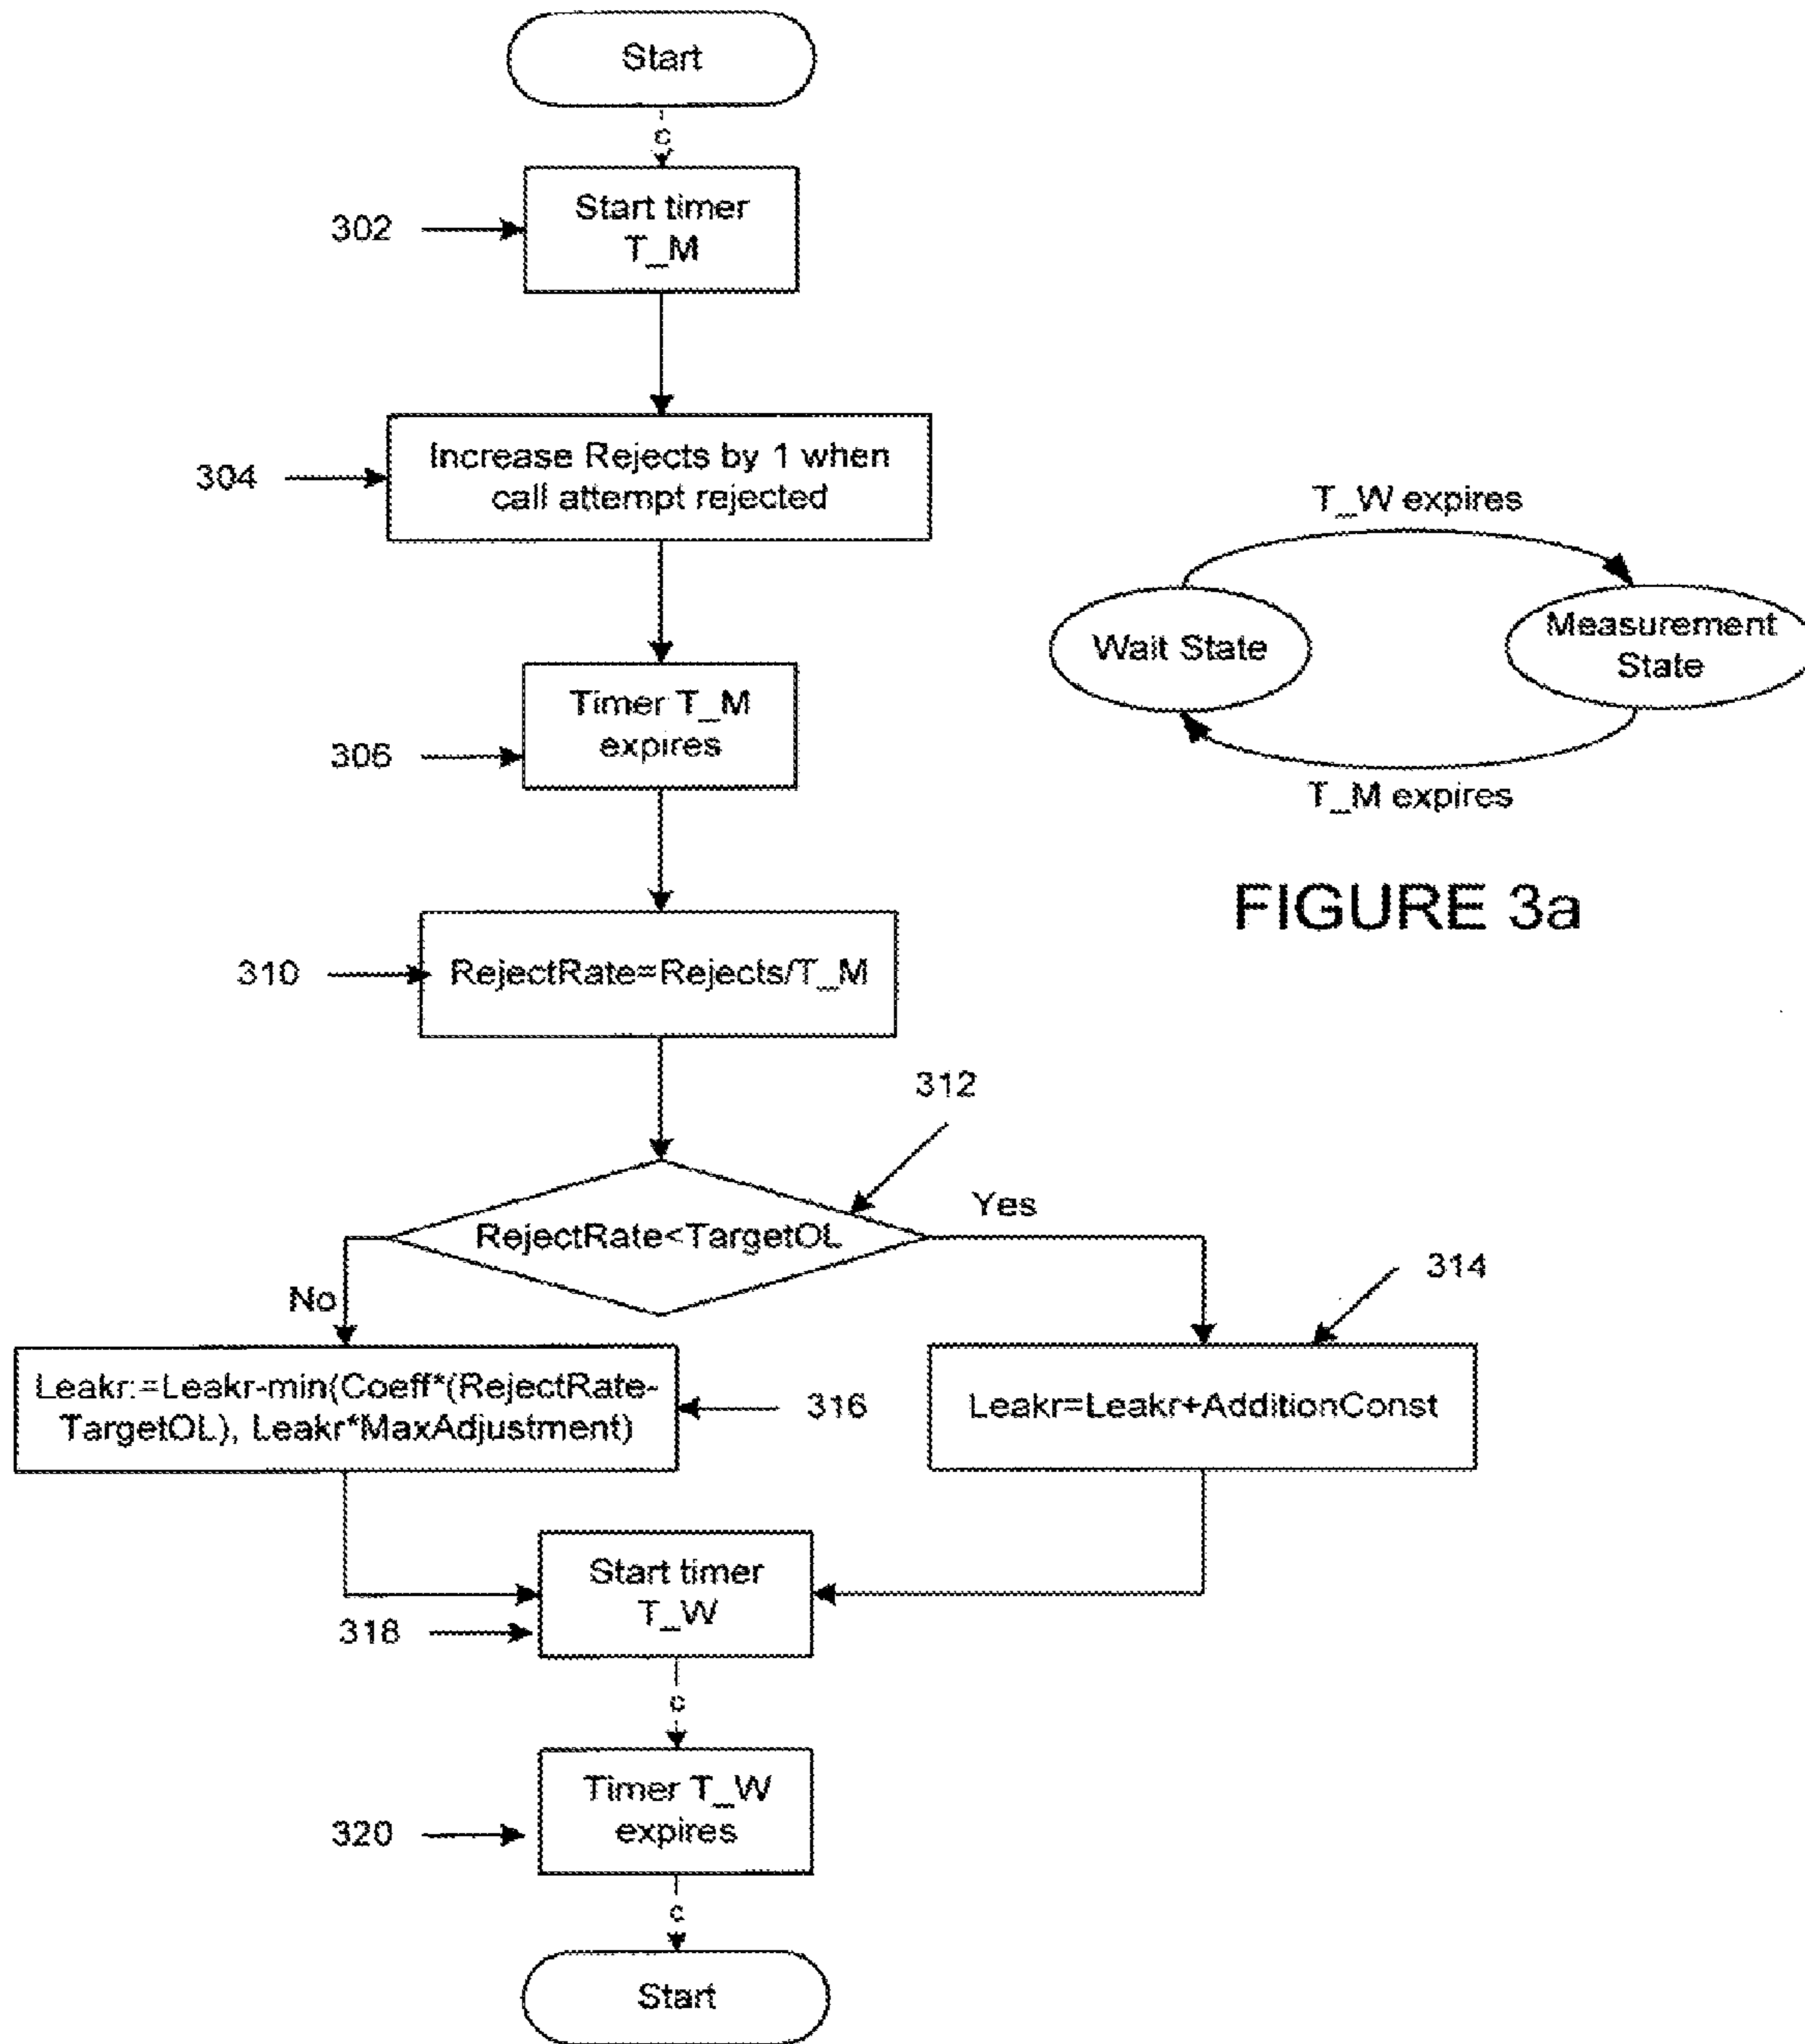 Start
c
302
Start timer
T_M
304
Increase Rejects by 1 when
call attempt rejected
306
Timer T_M
expires
310
RejectRate=Rejects/T_M
312
RejectRate<TargetOL
Yes
No
314
Leakr:=Leakr-min(Coeff*(RejectRate-
TargetOL), Leakr*MaxAdjustment)
316
Leakr=Leakr+AdditionConst
Start timer
T_W
318
c
Timer T_W
expires
320
c
Start
T_W expires
Wait State
Measurement
State
T_M expires
FIGURE 3a